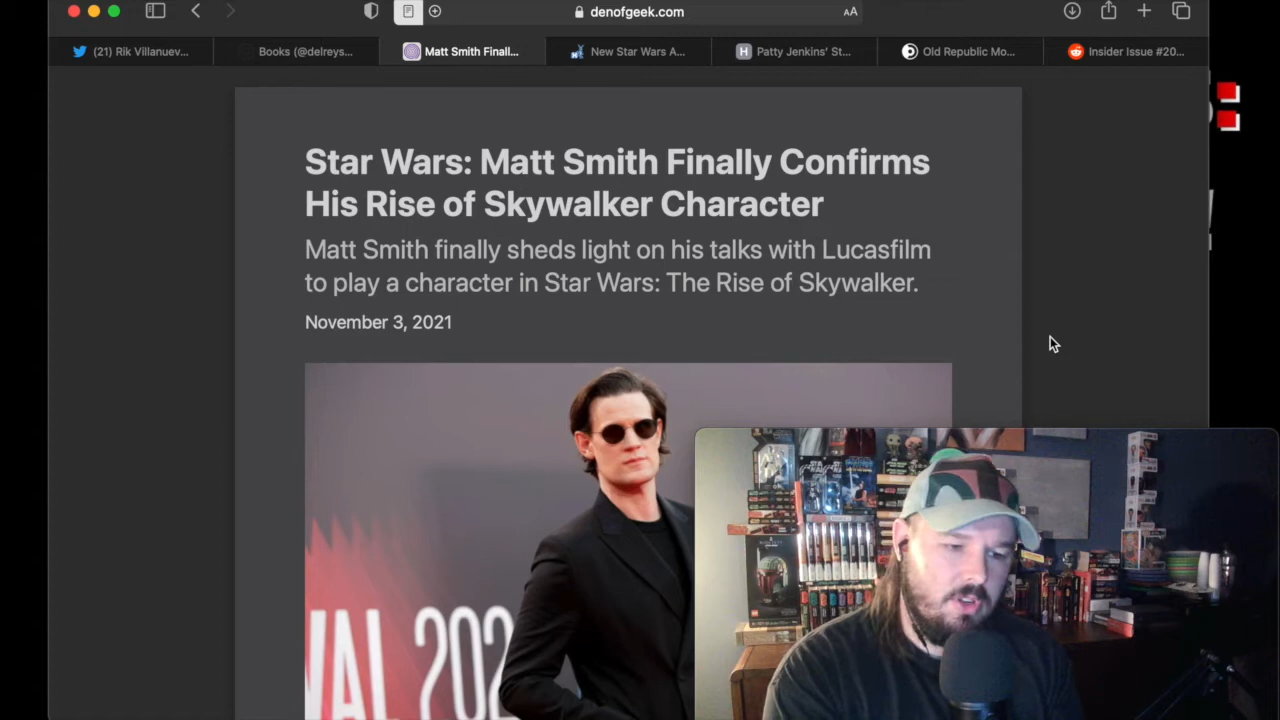 denofgeek.com
AA
(21) Rik Villanuev...
Books (@delreys...
Matt Smith Finall...
New Star Wars A...
Patty Jenkins' St...
Old Republic Mo...
Insider Issue #20...
Star Wars: Matt Smith Finally Confirms
His Rise of Skywalker Character
Matt Smith finally sheds light on his talks with Lucasfilm
to play a character in Star Wars: The Rise of Skywalker.
November 3, 2021
VAL 202